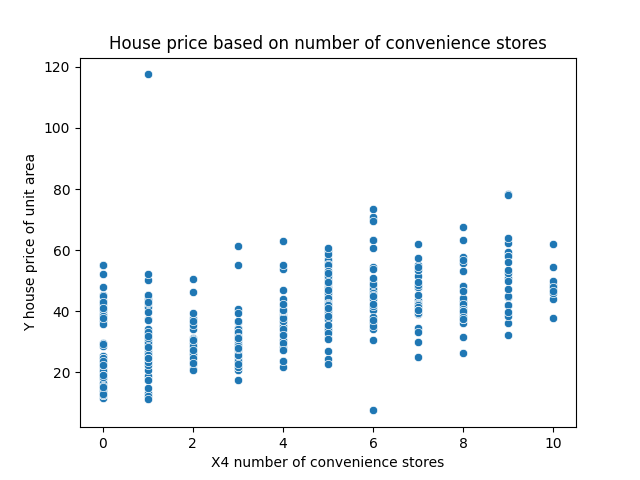 House price based on number of convenience stores
120
100
80
60
40
20
Y house price of unit area
0 2 4 6 8 10
X4 number of convenience stores